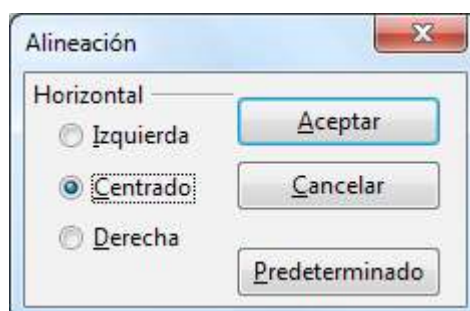 Alineación
Horizontal
Izquierda
Centrado
Derecha
Aceptar
Cancelar
Predeterminado